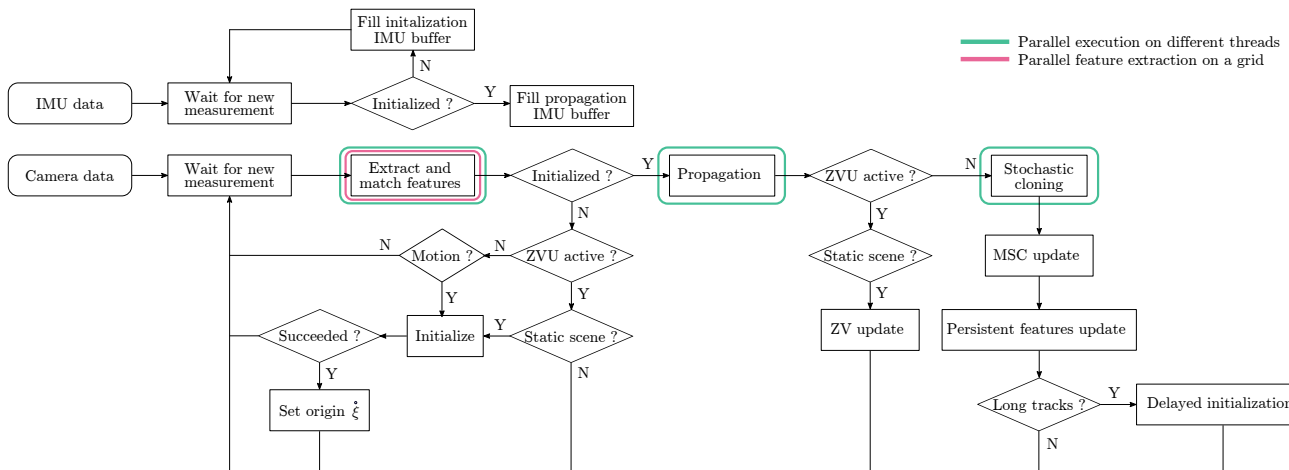 Fill initalization
IMU buffer
Parallel execution on different threads
Parallel feature extraction on a grid
N
IMU data
Wait for new
measurement
Initialized ?
Y
Fill propagation
IMU buffer
Camera data
Wait for new
measurement
Extract and
match features
Initialized ?
Y
Propagation
ZVU active ?
N
Stochastic
cloning
N
Y
N
Motion ?
N
ZVU active ?
Static scene ?
MSC update
Y
Y
Y
Succeeded ?
Initialize
Y
Static scene ?
ZV update
Persistent features update
Y
N
Set origin ξ̊
Long tracks ?
Y
Delayed initialization
N